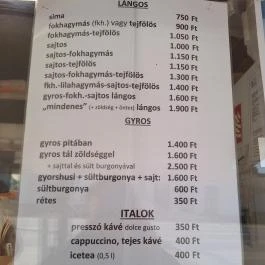 LÁNGOS
sima 750 Ft
fokhagymás (fkh.) vagy tejfölös 900 Ft
fokhagymás-tejfölös 1.050 Ft
sajtos 1.000 Ft
sajtos-fokhagymás 1.150 Ft
sajtos-tejfölös 1.150 Ft
sajtos-fokhagymás-tejfölös 1.300 Ft
fkh.-lilahagymás-sajtos-tejfölös 1.400 Ft
gyros-fokh.-sajtos lángos 1.600 Ft
„mindenes" (+ zöldség + öntet) lángos 1.900 Ft
GYROS
gyros pitában 1.400 Ft
gyros tál zöldséggel 1.600 Ft
+ sajttal és sült burgonyával 2.500 Ft
gyorshusi + sültburgonya + sajt: 1.600 Ft
sültburgonya 600 Ft
rétes 350 Ft
ITALOK
presszó kávé dolce gusto 350 Ft
cappuccino, tejes kávé 400 Ft
icetea (0,5 l) 400 Ft